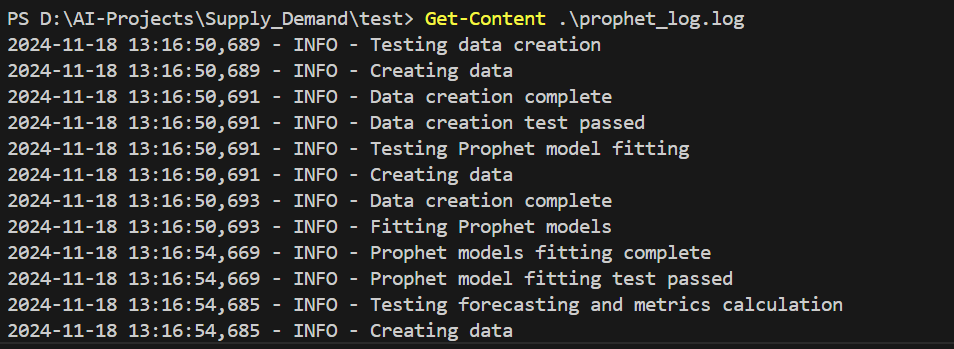 PS D:\AI-Projects\Supply_Demand\test> Get-Content .\prophet_log.log
2024-11-18 13:16:50,689 - INFO - Testing data creation
2024-11-18 13:16:50,689 - INFO - Creating data
2024-11-18 13:16:50,691 - INFO - Data creation complete
2024-11-18 13:16:50,691 - INFO - Data creation test passed
2024-11-18 13:16:50,691 - INFO - Testing Prophet model fitting
2024-11-18 13:16:50,691 - INFO - Creating data
2024-11-18 13:16:50,693 - INFO - Data creation complete
2024-11-18 13:16:50,693 - INFO - Fitting Prophet models
2024-11-18 13:16:54,669 - INFO - Prophet models fitting complete
2024-11-18 13:16:54,669 - INFO - Prophet model fitting test passed
2024-11-18 13:16:54,685 - INFO - Testing forecasting and metrics calculation
2024-11-18 13:16:54,685 - INFO - Creating data